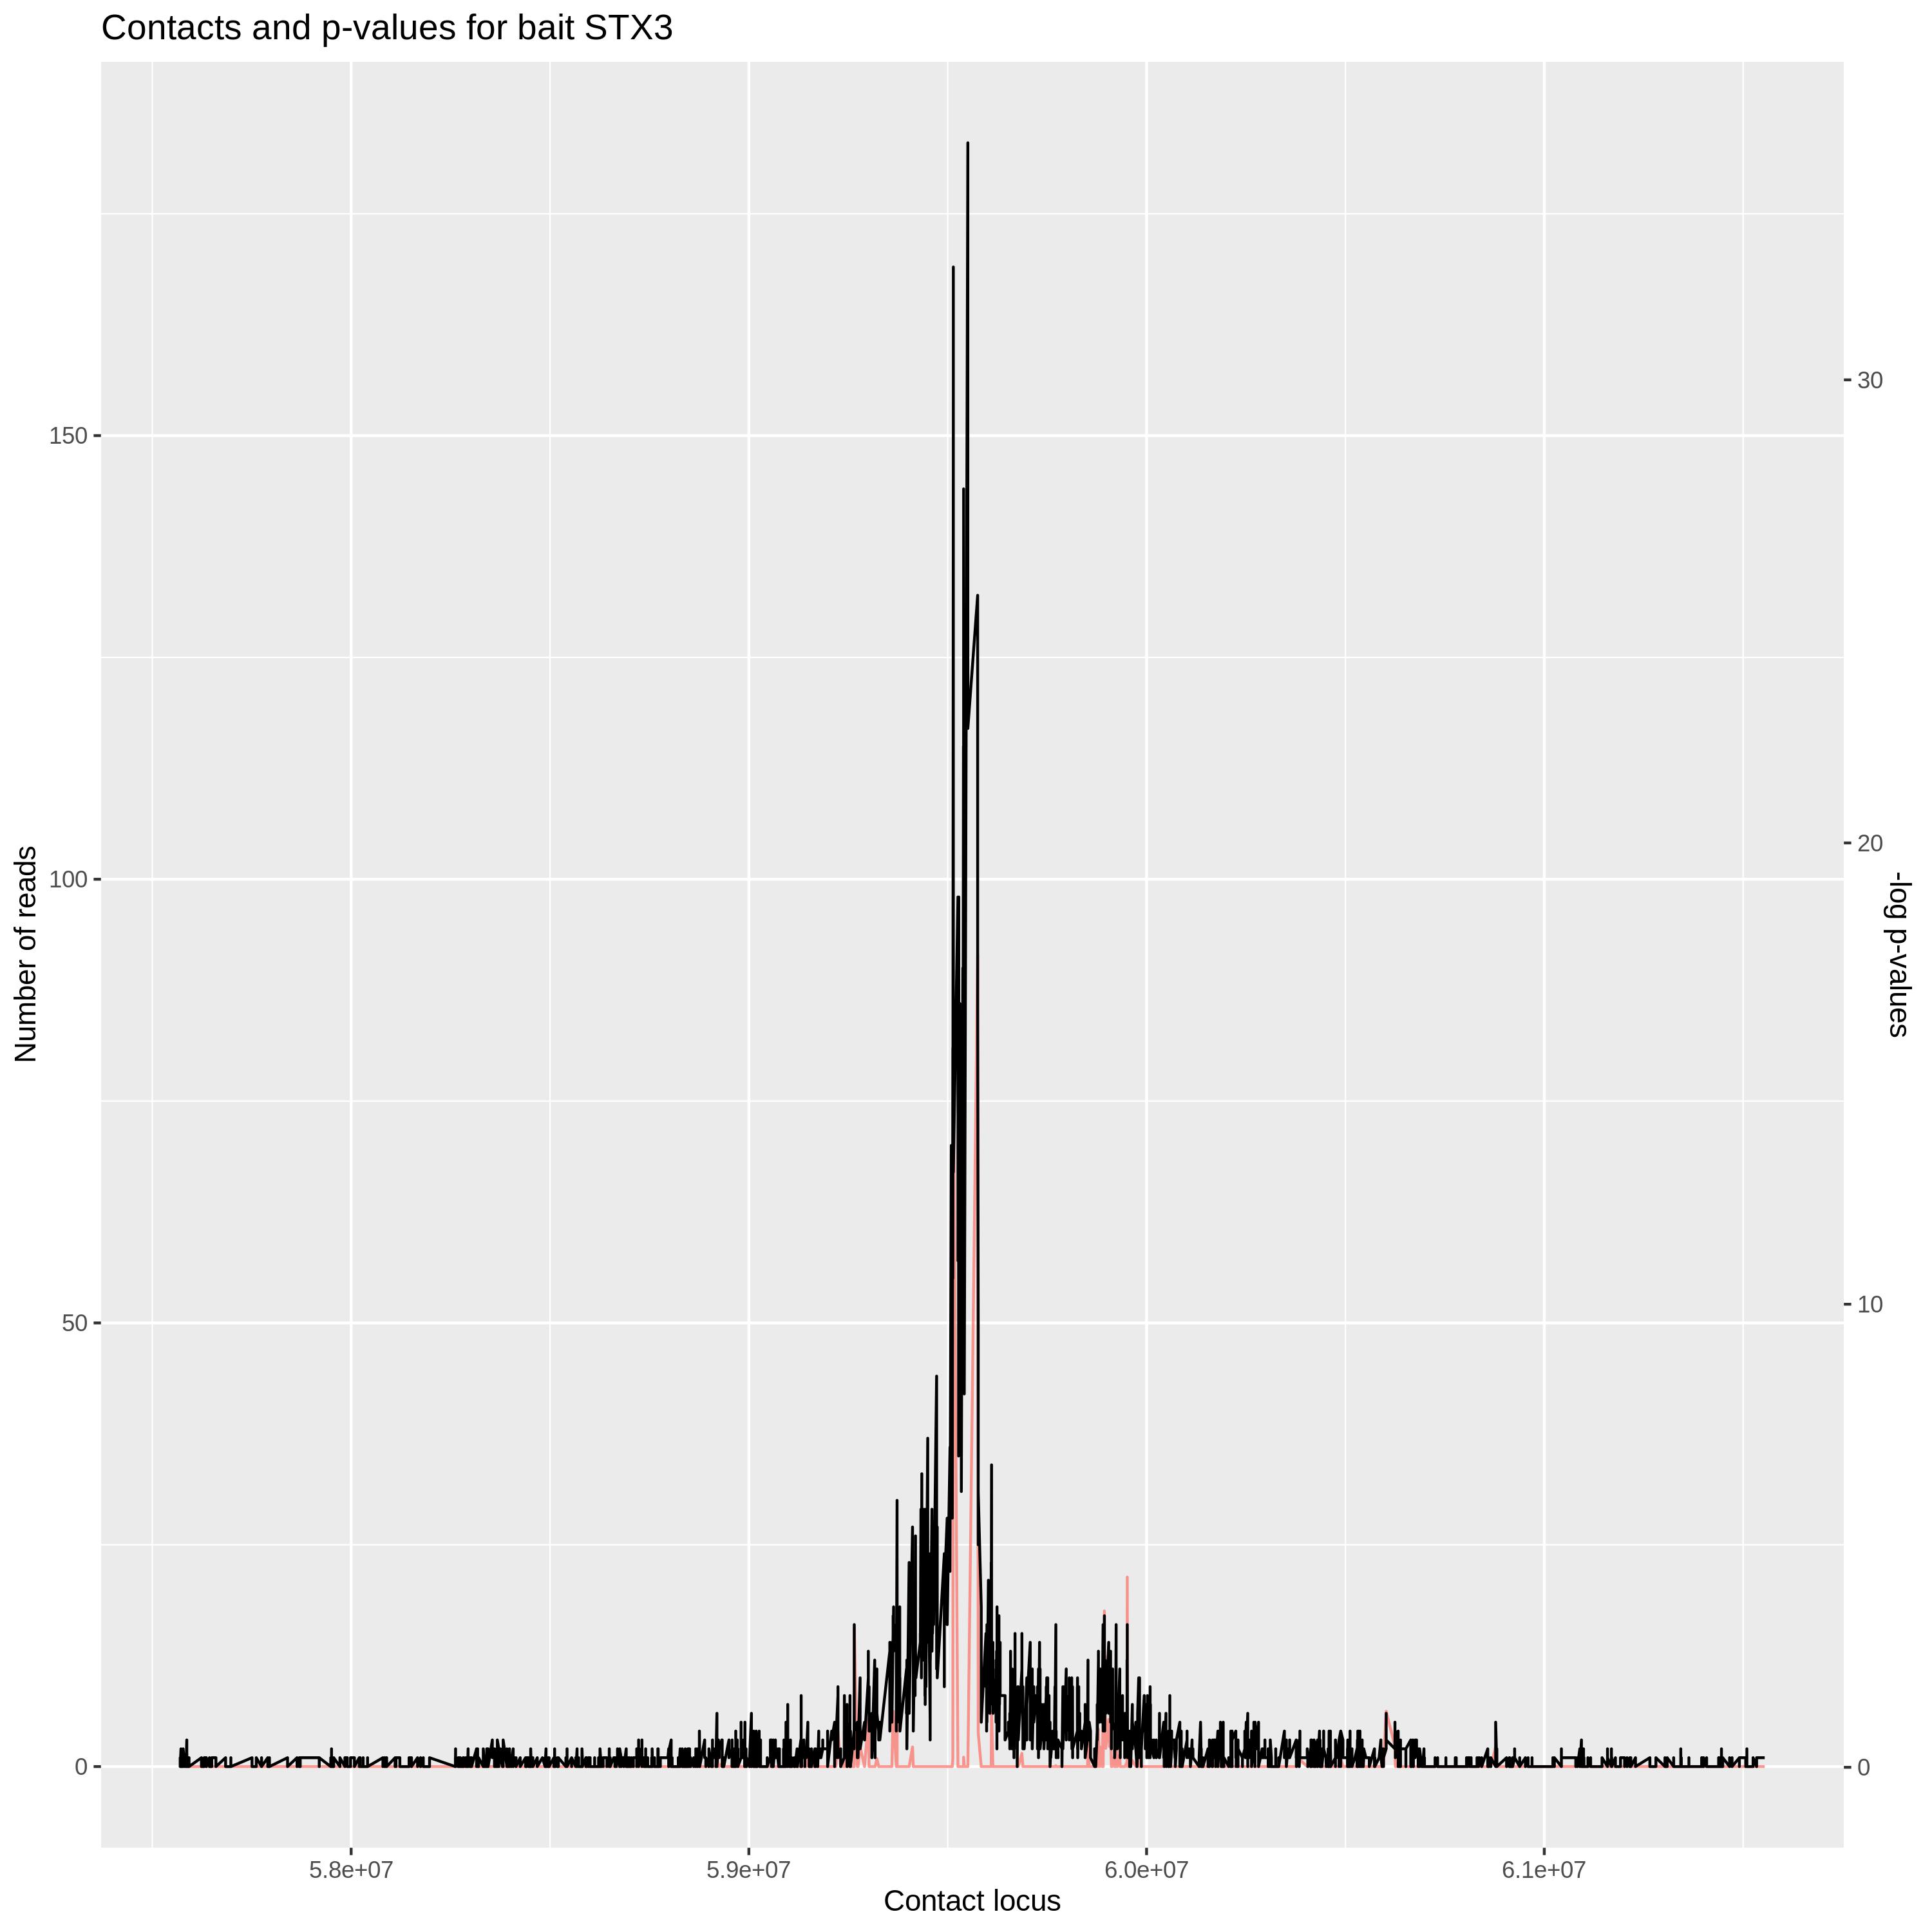 Contacts and p-values for bait STX3
150
100
50
0
Number of reads
30
20
10
0
-log p-values
5.8e+07
5.9e+07
6.0e+07
6.1e+07
Contact locus